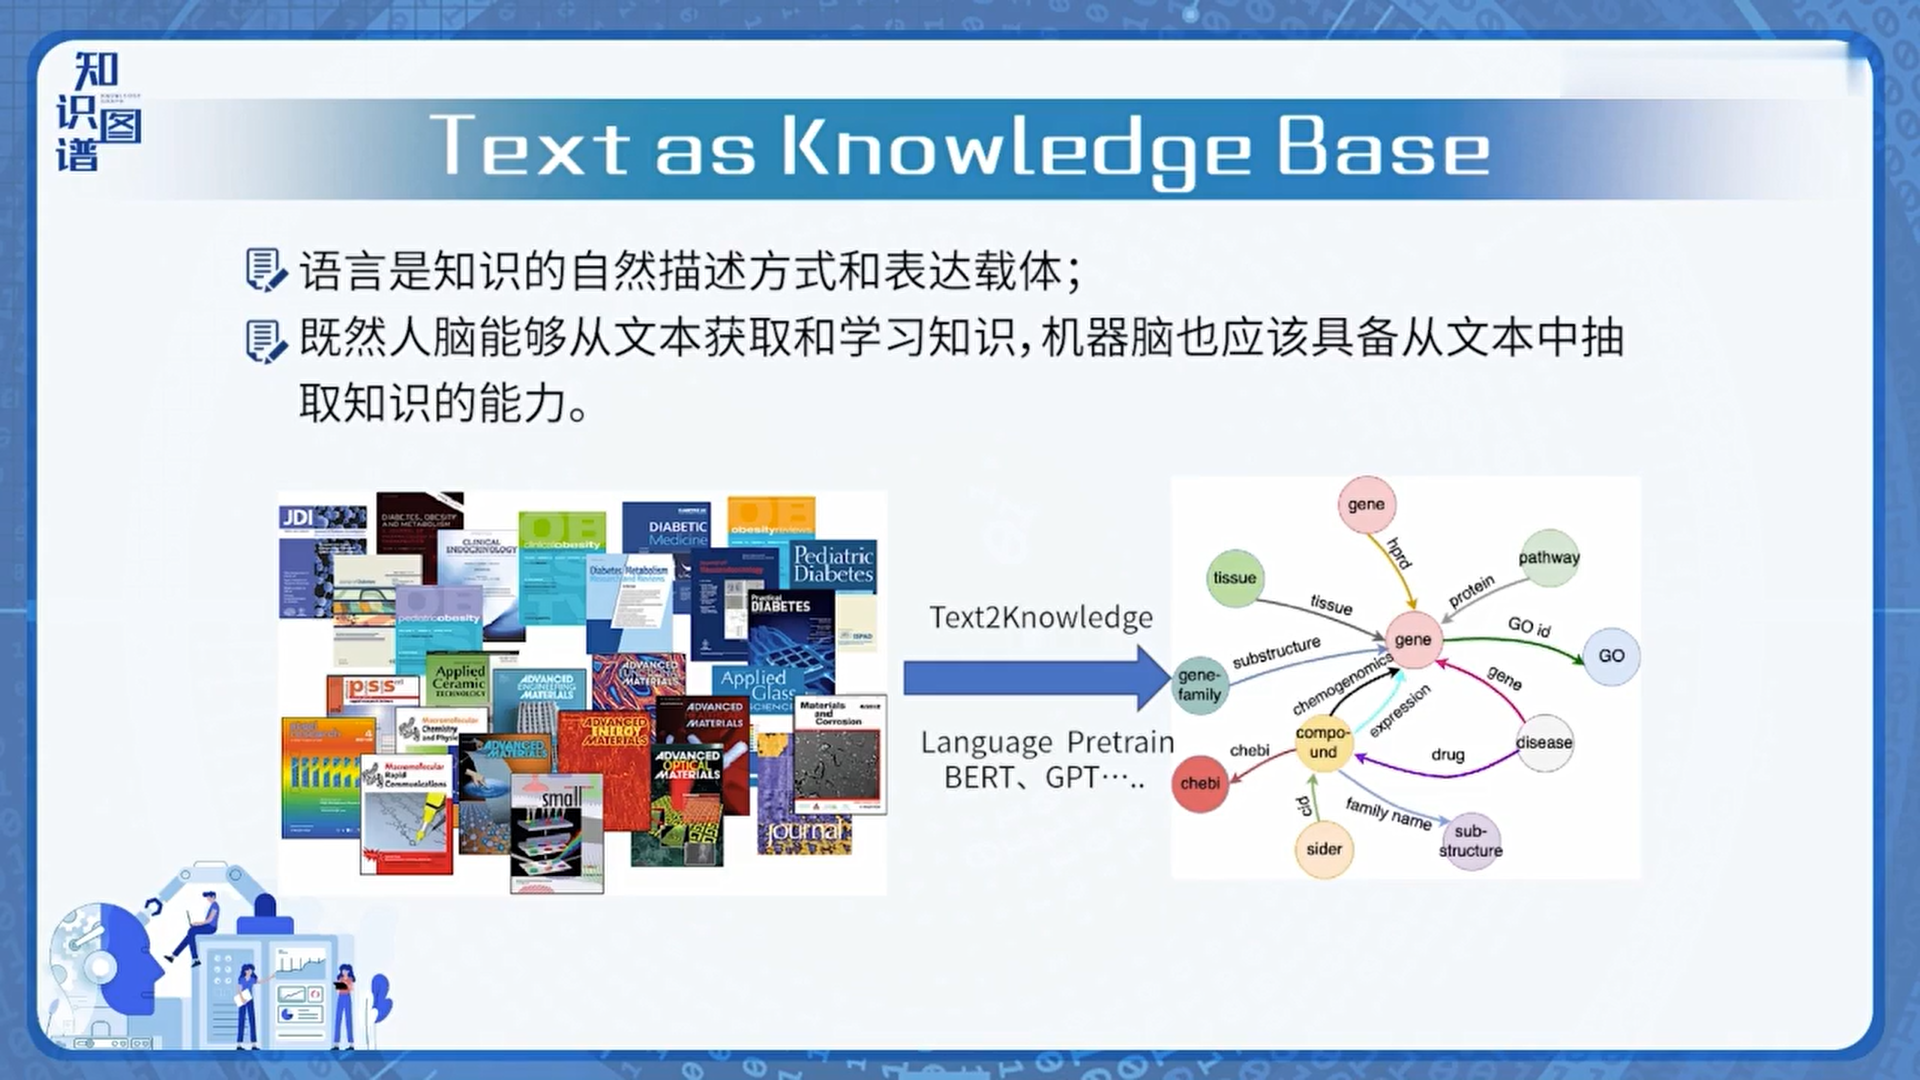 知
识图
谱
Text as Knowledge Base
语言是知识的自然描述方式和表达载体；
既然人脑能够从文本获取和学习知识，机器脑也应该具备从文本中抽
取知识的能力。
JDI
DIABETES, OBESITY
AND METABOLISM
CLINICAL
ENDOCRINOLOGY
clinicalobesity
DIABETIC
Medicine
obesityreviews
Pediatric
Diabetes
Diabetes/Metabolism
Research and Reviews
Practical
DIABETES
pediatricobesity
ISPAD
Applied
Ceramic
TECHNOLOGY
ADVANCED
ENGINEERING
MATERIALS
ADVANCED
FUNCTIONAL
MATERIALS
Applied
Glass
SCIENCE
pss
Macromolecular
Chemistry
and Physics
ADVANCED
ENERGY
MATERIALS
ADVANCED
MATERIALS
Materials
and
Corrosion
Macromolecular
Rapid
Communications
ADVANCED
MATERIALS
ADVANCED
OPTICAL
MATERIALS
small
journal
Text2Knowledge
Language Pretrain
BERT、GPT…..
gene
hprd
pathway
tissue
tissue
protein
gene
GO id
GO
substructure
gene-
family
chemogenomics
expression
gene
compo-
und
disease
chebi
drug
chebi
cid
family name
sider
sub-
structure